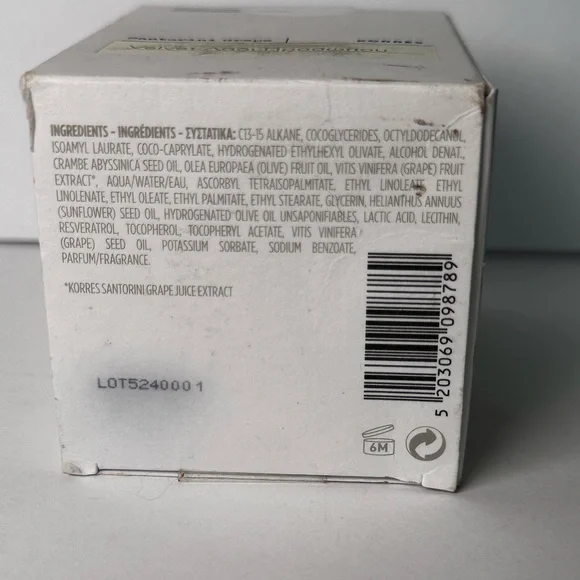 INGREDIENTS - INGRÉDIENTS - ΣΥΣΤΑΤΙΚΑ: C13-15 ALKANE, COCOGLYCERIDES, OCTYLDODECANOL,
ISOAMYL LAURATE, COCO-CAPRYLATE, HYDROGENATED ETHYLHEXYL OLIVATE, ALCOHOL DENAT.,
CRAMBE ABYSSINICA SEED OIL, OLEA EUROPAEA (OLIVE) FRUIT OIL, VITIS VINIFERA (GRAPE) FRUIT
EXTRACT*, AQUA/WATER/EAU, ASCORBYL TETRAISOPALMITATE, ETHYL LINOLEATE, ETHYL
LINOLENATE, ETHYL OLEATE, ETHYL PALMITATE, ETHYL STEARATE, GLYCERIN, HELIANTHUS ANNUUS
(SUNFLOWER) SEED OIL, HYDROGENATED OLIVE OIL UNSAPONIFIABLES, LACTIC ACID, LECITHIN,
RESVERATROL, TOCOPHEROL, TOCOPHERYL ACETATE, VITIS VINIFERA
(GRAPE) SEED OIL, POTASSIUM SORBATE, SODIUM BENZOATE,
PARFUM/FRAGRANCE.
*KORRES SANTORINI GRAPE JUICE EXTRACT
LOT5240001
5 203069 098789
6M